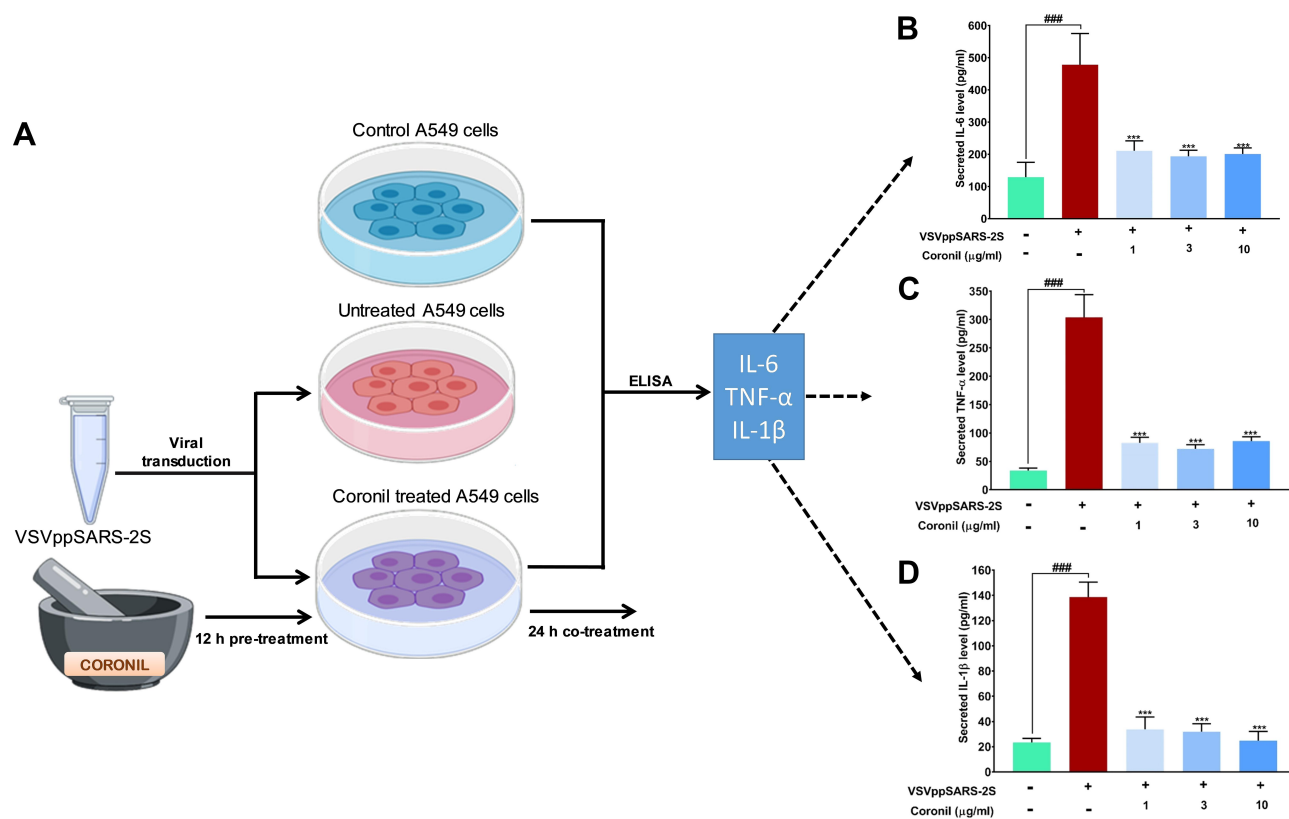 A
Control A549 cells
Untreated A549 cells
Viral
transduction
VSVppSARS-2S
Coronil treated A549 cells
CORONIL
12 h pre-treatment
24 h co-treatment
ELISA
IL-6
TNF-α
IL-1β
B
Secreted IL-6 level (pg/ml)
600
500
400
300
200
100
0
###
*** *** ***
VSVppSARS-2S - + + + +
Coronil (μg/ml) - - 1 3 10
C
Secreted TNF-α level (pg/ml)
350
300
250
200
150
100
50
0
###
*** *** ***
VSVppSARS-2S - + + + +
Coronil (μg/ml) - - 1 3 10
D
Secreted IL-1β level (pg/ml)
160
140
120
100
80
60
40
20
0
###
*** *** ***
VSVppSARS-2S - + + + +
Coronil (μg/ml) - - 1 3 10